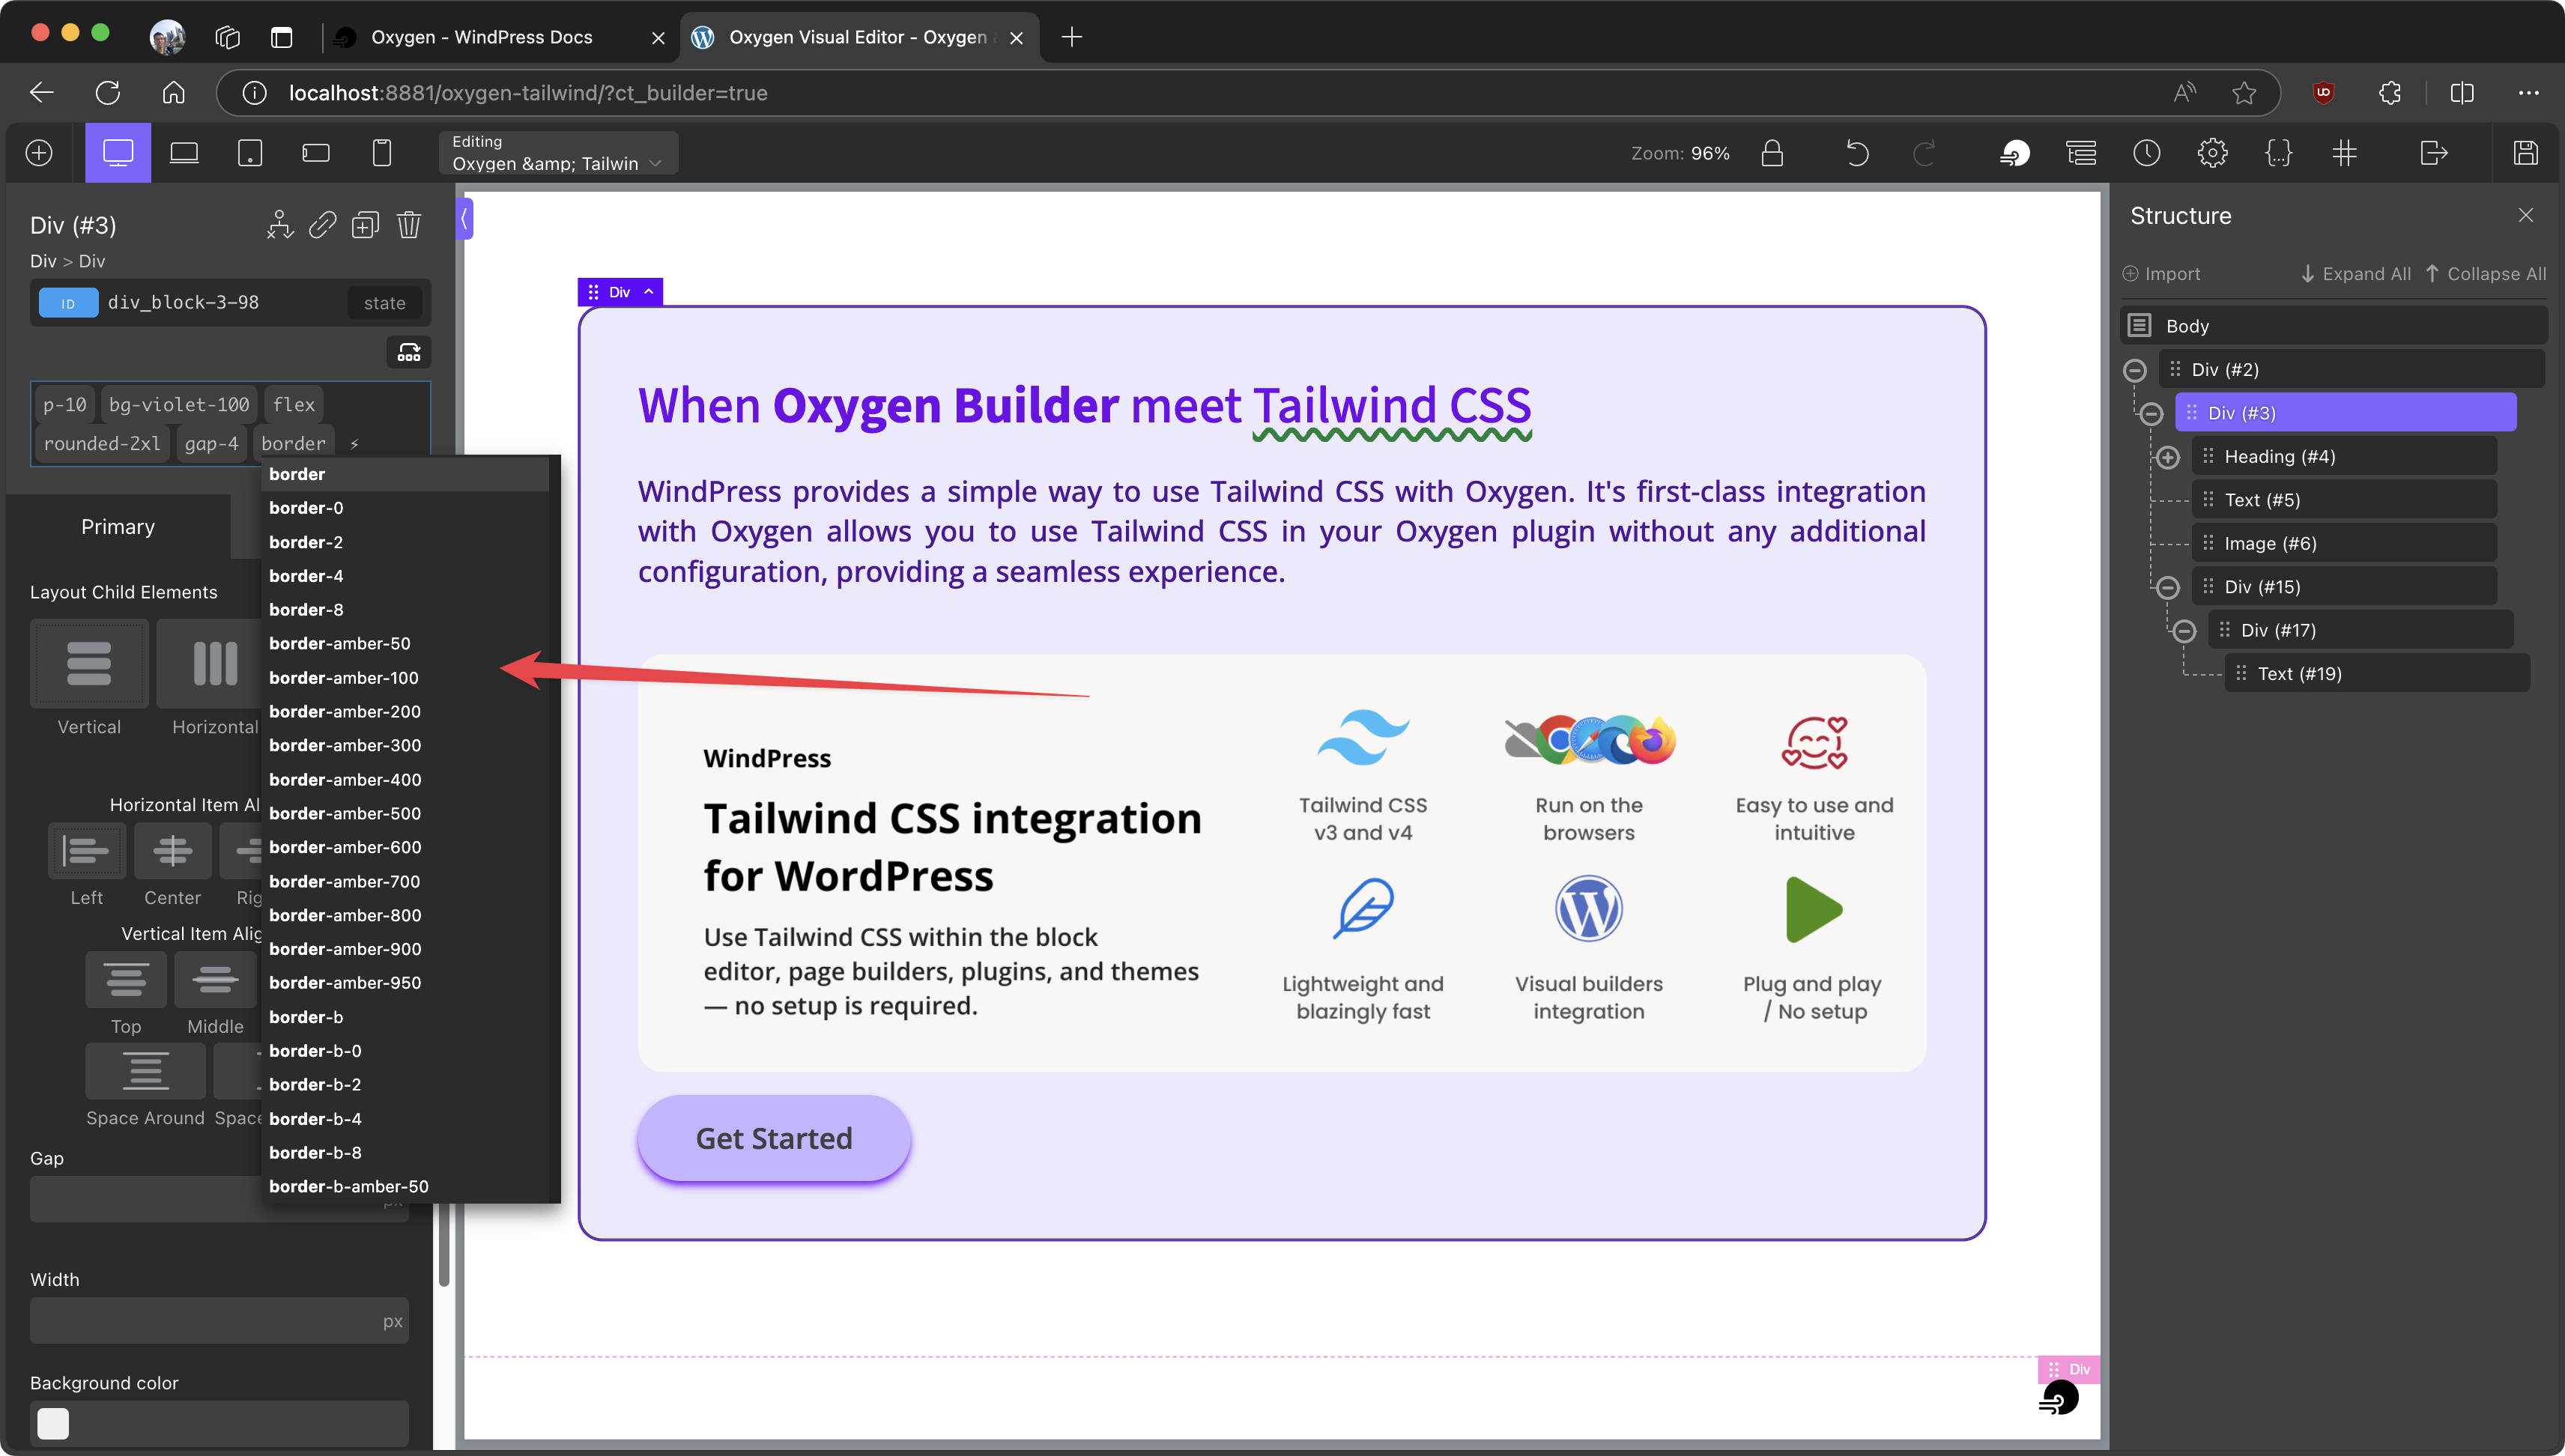 Oxygen - WindPress Docs
Oxygen Visual Editor - Oxygen
localhost:8881/oxygen-tailwind/?ct_builder=true
Editing
Oxygen &amp; Tailwin
Zoom: 96%
Div (#3)
Div > Div
ID div_block-3-98 state
p-10 bg-violet-100 flex
rounded-2xl gap-4 border
border
border-0
border-2
border-4
border-8
border-amber-50
border-amber-100
border-amber-200
border-amber-300
border-amber-400
border-amber-500
border-amber-600
border-amber-700
border-amber-800
border-amber-900
border-amber-950
border-b
border-b-0
border-b-2
border-b-4
border-b-8
border-b-amber-50
Primary
Layout Child Elements
Vertical Horizontal
Horizontal Item Al
Left Center Rig
Vertical Item Alig
Top Middle
Space Around Space
Gap
px
Width
px
Background color
Div
When Oxygen Builder meet Tailwind CSS
WindPress provides a simple way to use Tailwind CSS with Oxygen. It's first-class integration
with Oxygen allows you to use Tailwind CSS in your Oxygen plugin without any additional
configuration, providing a seamless experience.
WindPress
Tailwind CSS integration
for WordPress
Use Tailwind CSS within the block
editor, page builders, plugins, and themes
— no setup is required.
Tailwind CSS
v3 and v4
Run on the
browsers
Easy to use and
intuitive
Lightweight and
blazingly fast
Visual builders
integration
Plug and play
/ No setup
Get Started
Div
Structure
Import Expand All Collapse All
Body
Div (#2)
Div (#3)
Heading (#4)
Text (#5)
Image (#6)
Div (#15)
Div (#17)
Text (#19)